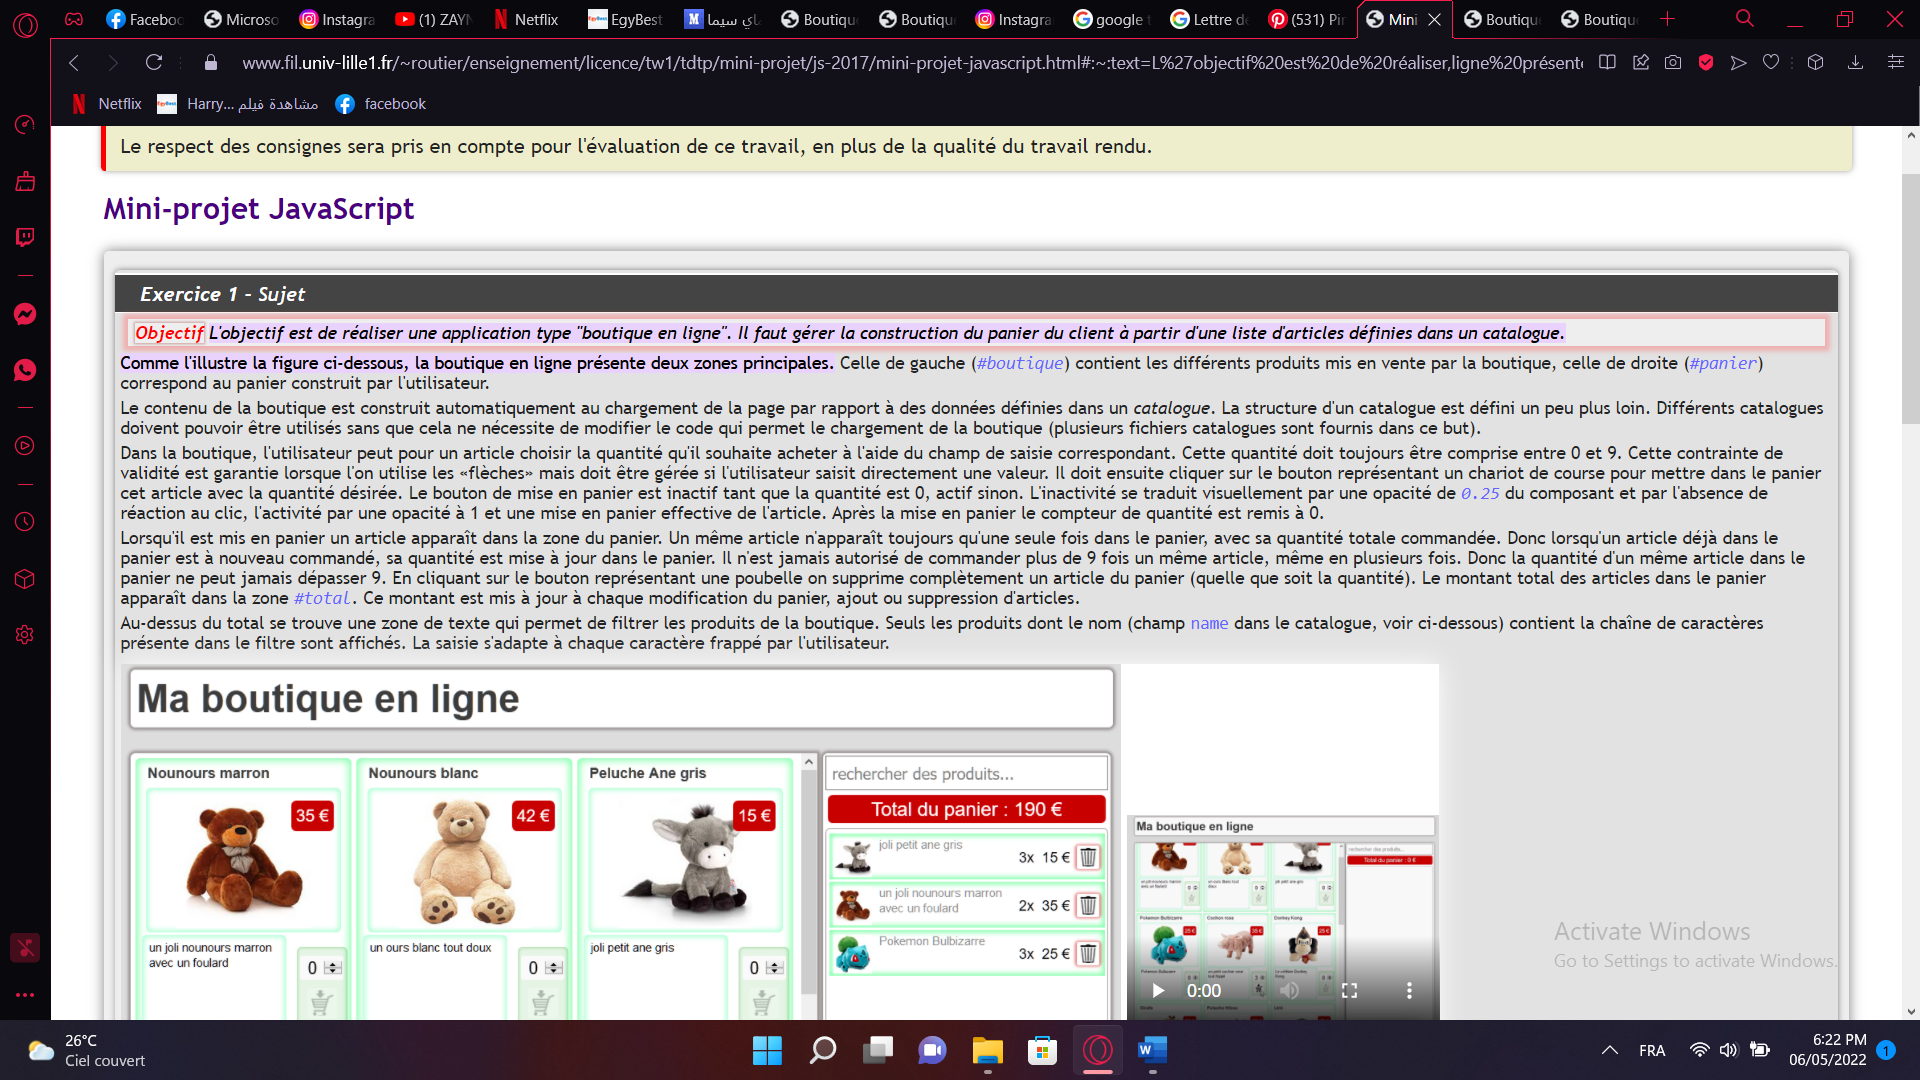 Facebo
Microso
Instagra
(1) ZAYN
Netflix
EgyBest
ماي سيما
Boutiqu
Boutiqu
Instagra
google t
Lettre de
(531) Pin
Mini
Boutiqu
Boutiqu
www.fil.univ-lille1.fr/~routier/enseignement/licence/tw1/tdtp/mini-projet/js-2017/mini-projet-javascript.html#:~:text=L%27objectif%20est%20de%20réaliser,ligne%20présente
Netflix
Harry... مشاهدة فيلم
facebook
Le respect des consignes sera pris en compte pour l'évaluation de ce travail, en plus de la qualité du travail rendu.
Mini-projet JavaScript
Exercice 1 - Sujet
Objectif L'objectif est de réaliser une application type "boutique en ligne". Il faut gérer la construction du panier du client à partir d'une liste d'articles définies dans un catalogue.
Comme l'illustre la figure ci-dessous, la boutique en ligne présente deux zones principales. Celle de gauche (#boutique) contient les différents produits mis en vente par la boutique, celle de droite (#panier)
correspond au panier construit par l'utilisateur.
Le contenu de la boutique est construit automatiquement au chargement de la page par rapport à des données définies dans un catalogue. La structure d'un catalogue est défini un peu plus loin. Différents catalogues
doivent pouvoir être utilisés sans que cela ne nécessite de modifier le code qui permet le chargement de la boutique (plusieurs fichiers catalogues sont fournis dans ce but).
Dans la boutique, l'utilisateur peut pour un article choisir la quantité qu'il souhaite acheter à l'aide du champ de saisie correspondant. Cette quantité doit toujours être comprise entre 0 et 9. Cette contrainte de
validité est garantie lorsque l'on utilise les «flèches» mais doit être gérée si l'utilisateur saisit directement une valeur. Il doit ensuite cliquer sur le bouton représentant un chariot de course pour mettre dans le panier
cet article avec la quantité désirée. Le bouton de mise en panier est inactif tant que la quantité est 0, actif sinon. L'inactivité se traduit visuellement par une opacité de 0.25 du composant et par l'absence de
réaction au clic, l'activité par une opacité à 1 et une mise en panier effective de l'article. Après la mise en panier le compteur de quantité est remis à 0.
Lorsqu'il est mis en panier un article apparaît dans la zone du panier. Un même article n'apparaît toujours qu'une seule fois dans le panier, avec sa quantité totale commandée. Donc lorsqu'un article déjà dans le
panier est à nouveau commandé, sa quantité est mise à jour dans le panier. Il n'est jamais autorisé de commander plus de 9 fois un même article, même en plusieurs fois. Donc la quantité d'un même article dans le
panier ne peut jamais dépasser 9. En cliquant sur le bouton représentant une poubelle on supprime complètement un article du panier (quelle que soit la quantité). Le montant total des articles dans le panier
apparaît dans la zone #total. Ce montant est mis à jour à chaque modification du panier, ajout ou suppression d'articles.
Au-dessus du total se trouve une zone de texte qui permet de filtrer les produits de la boutique. Seuls les produits dont le nom (champ name dans le catalogue, voir ci-dessous) contient la chaîne de caractères
présente dans le filtre sont affichés. La saisie s'adapte à chaque caractère frappé par l'utilisateur.
Ma boutique en ligne
Nounours marron
35 €
un joli nounours marron
avec un foulard
0
Nounours blanc
42 €
un ours blanc tout doux
0
Peluche Ane gris
15 €
joli petit ane gris
0
rechercher des produits...
Total du panier : 190 €
joli petit ane gris
3x 15 €
un joli nounours marron
avec un foulard
2x 35 €
Pokemon Bulbizarre
3x 25 €
Ma boutique en ligne
rechercher des produits...
Total du panier : 0 €
Pokemon Bulbizarre
Cochon rose
Donkey Kong
0:00
Activate Windows
Go to Settings to activate Windows.
26°C
Ciel couvert
FRA
6:22 PM
06/05/2022
1